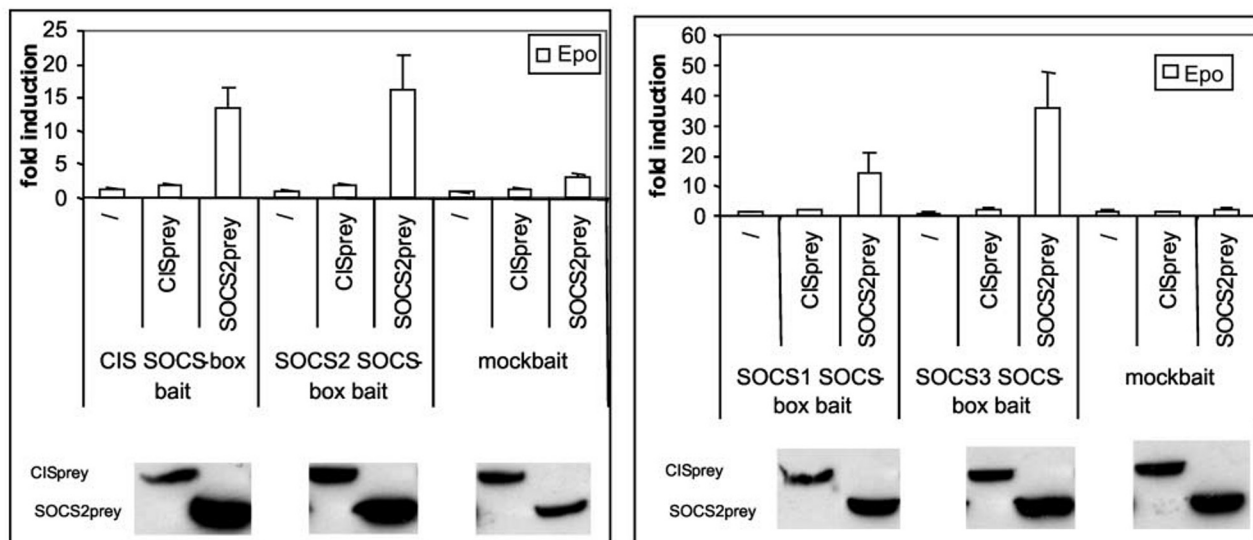 fold induction
25
20
15
10
5
0
Epo
/
CISprey
SOCS2prey
/
CISprey
SOCS2prey
/
CISprey
SOCS2prey
CIS SOCS-box
bait
SOCS2 SOCS-
box bait
mockbait
CISprey
SOCS2prey
fold induction
60
50
40
30
20
10
0
Epo
/
CISprey
SOCS2prey
/
CISprey
SOCS2prey
/
CISprey
SOCS2prey
SOCS1 SOCS-
box bait
SOCS3 SOCS-
box bait
mockbait
CISprey
SOCS2prey